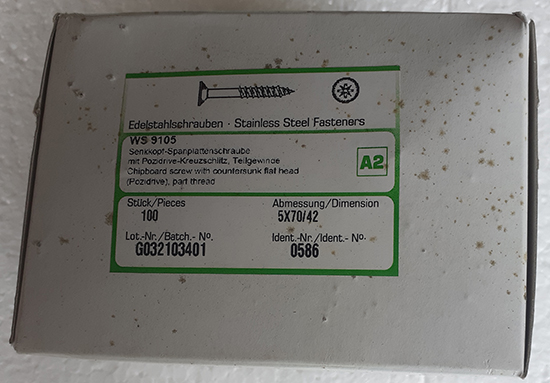 Edelstahlschrauben - Stainless Steel Fasteners
WS 9105
Senkkopf-Spanplattenschraube
mit Pozidrive-Kreuzschlitz, Teilgewinde
Chipboard screw with countersunk flat head
(Pozidrive), part thread
A2
Stück/Pieces
100
Abmessung/Dimension
5X70/42
Lot.-Nr./Batch.- No.
G032103401
Ident.-Nr./Ident.- No.
0586